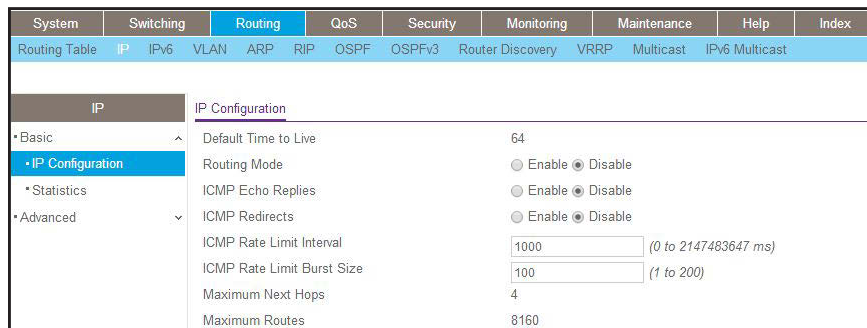 System Switching Routing QoS Security Monitoring Maintenance Help Index
Routing Table IP IPv6 VLAN ARP RIP OSPF OSPFv3 Router Discovery VRRP Multicast IPv6 Multicast
IP
IP Configuration
Basic
IP Configuration
Statistics
Advanced
Default Time to Live 64
Routing Mode Enable Disable
ICMP Echo Replies Enable Disable
ICMP Redirects Enable Disable
ICMP Rate Limit Interval 1000 (0 to 2147483647 ms)
ICMP Rate Limit Burst Size 100 (1 to 200)
Maximum Next Hops 4
Maximum Routes 8160